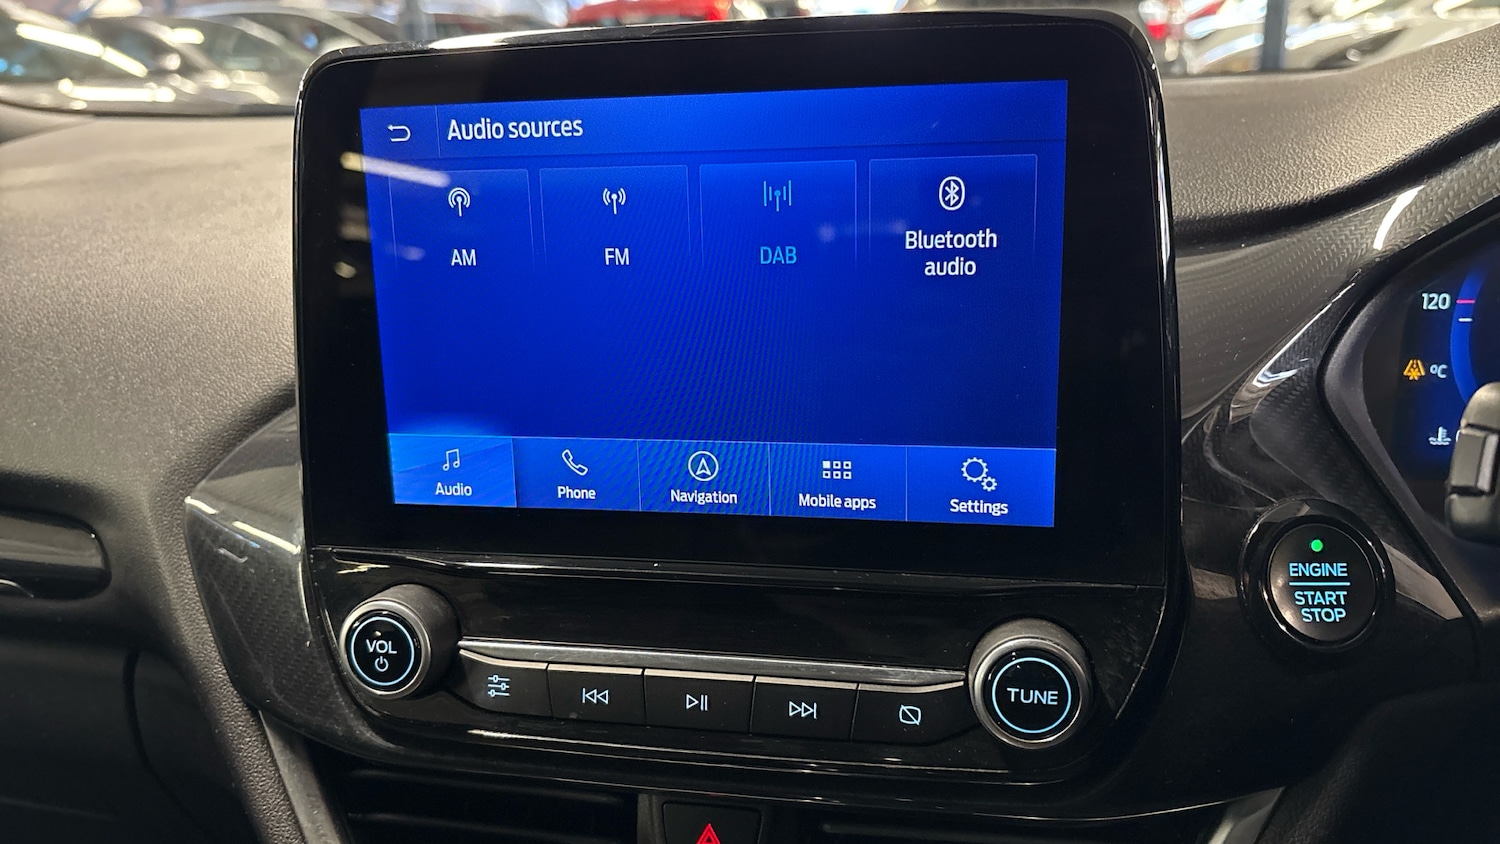 Audio sources
AM
FM
DAB
Bluetooth
audio
Audio
Phone
Navigation
Mobile apps
Settings
120
°C
ENGINE
START
STOP
VOL
TUNE